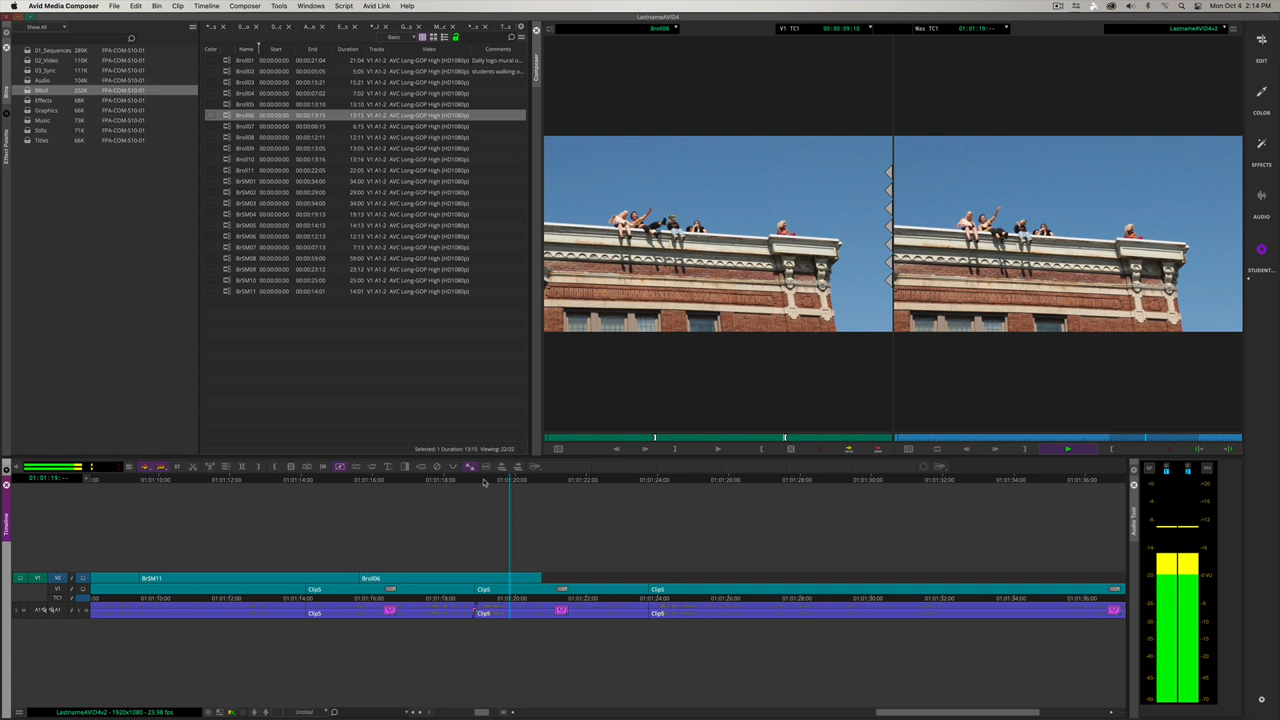 Avid Media Composer File Edit Bin Clip Timeline Composer Tools Windows Script Avid Link Help
Mon Oct 4 2:14 PM
LastnameAVID4
Show All
01_Sequences 289K FPA-COM-S10-01
02_Video 110K FPA-COM-S10-01
03_Sync 111K FPA-COM-S10-01
Audio 104K FPA-COM-S10-01
BRoll 252K FPA-COM-S10-01
Effects 68K FPA-COM-S10-01
Graphics 66K FPA-COM-S10-01
Music 73K FPA-COM-S10-01
Stills 71K FPA-COM-S10-01
Titles 66K FPA-COM-S10-01
Bins
Effect Palette
Basic
Color Name Start End Duration Tracks Video Comments
Broll01 00:00:00:00 00:00:21:04 21:04 V1 A1-2 AVC Long-GOP High (HD1080p) Daily logo mural o...
Broll02 00:00:00:00 00:00:05:05 5:05 V1 A1-2 AVC Long-GOP High (HD1080p) students walking o...
Broll03 00:00:00:00 00:00:15:21 15:21 V1 A1-2 AVC Long-GOP High (HD1080p)
Broll04 00:00:00:00 00:00:07:02 7:02 V1 A1-2 AVC Long-GOP High (HD1080p)
Broll05 00:00:00:00 00:00:13:10 13:10 V1 A1-2 AVC Long-GOP High (HD1080p)
Broll06 00:00:00:00 00:00:13:15 13:15 V1 A1-2 AVC Long-GOP High (HD1080p)
Broll07 00:00:00:00 00:00:06:15 6:15 V1 A1-2 AVC Long-GOP High (HD1080p)
Broll08 00:00:00:00 00:00:12:11 12:11 V1 A1-2 AVC Long-GOP High (HD1080p)
Broll09 00:00:00:00 00:00:13:05 13:05 V1 A1-2 AVC Long-GOP High (HD1080p)
Broll10 00:00:00:00 00:00:13:16 13:16 V1 A1-2 AVC Long-GOP High (HD1080p)
Broll11 00:00:00:00 00:00:22:05 22:05 V1 A1-2 AVC Long-GOP High (HD1080p)
BrSM01 00:00:00:00 00:00:34:00 34:00 V1 A1-2 AVC Long-GOP High (HD1080p)
BrSM02 00:00:00:00 00:00:29:00 29:00 V1 A1-2 AVC Long-GOP High (HD1080p)
BrSM03 00:00:00:00 00:00:34:00 34:00 V1 A1-2 AVC Long-GOP High (HD1080p)
BrSM04 00:00:00:00 00:00:19:13 19:13 V1 A1-2 AVC Long-GOP High (HD1080p)
BrSM05 00:00:00:00 00:00:14:13 14:13 V1 A1-2 AVC Long-GOP High (HD1080p)
BrSM06 00:00:00:00 00:00:12:13 12:13 V1 A1-2 AVC Long-GOP High (HD1080p)
BrSM07 00:00:00:00 00:00:07:13 7:13 V1 A1-2 AVC Long-GOP High (HD1080p)
BrSM08 00:00:00:00 00:00:59:00 59:00 V1 A1-2 AVC Long-GOP High (HD1080p)
BrSM09 00:00:00:00 00:00:23:12 23:12 V1 A1-2 AVC Long-GOP High (HD1080p)
BrSM10 00:00:00:00 00:00:25:00 25:00 V1 A1-2 AVC Long-GOP High (HD1080p)
BrSM11 00:00:00:00 00:00:14:01 14:01 V1 A1-2 AVC Long-GOP High (HD1080p)
Selected: 1 Duration: 13:15 Viewing: 22/22
Composer
Broll06 V1 TC1 00:00:09:10 Mas TC1 01:01:19:-- LastnameAVID4v2
EDIT
COLOR
EFFECTS
AUDIO
STUDENT...
01:01:19:-- :00 01:01:10:00 01:01:12:00 01:01:14:00 01:01:16:00 01:01:18:00 01:01:20:00 01:01:22:00 01:01:24:00 01:01:26:00 01:01:28:00 01:01:30:00 01:01:32:00 01:01:34:00 01:01:36:00
Timeline
V1 V2 BrSM11 Broll06
V1 Clip5 Clip5 Clip5
TC1 :00 01:01:10:00 01:01:12:00 01:01:14:00 01:01:16:00 01:01:18:00 01:01:20:00 01:01:22:00 01:01:24:00 01:01:26:00 01:01:28:00 01:01:30:00 01:01:32:00 01:01:34:00 01:01:36:00
A1 A1 Clip5 Clip5 Clip5
LastnameAVID4v2 - 1920x1080 - 23.98 fps Untitled
Audio Tool
PH
0 VU